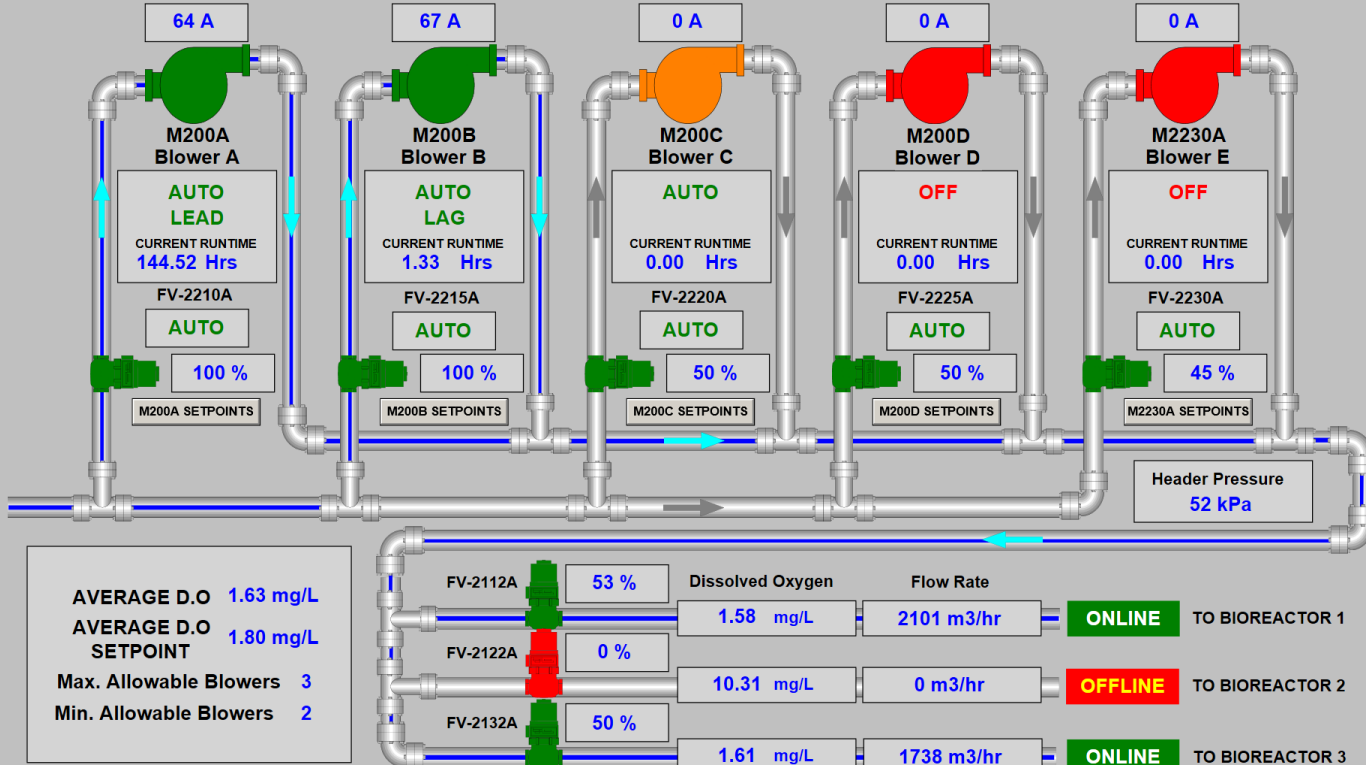 64 A
67 A
0 A
0 A
0 A
M200A
Blower A
M200B
Blower B
M200C
Blower C
M200D
Blower D
M2230A
Blower E
AUTO
LEAD
CURRENT RUNTIME
144.52 Hrs
AUTO
LAG
CURRENT RUNTIME
1.33 Hrs
AUTO
CURRENT RUNTIME
0.00 Hrs
OFF
CURRENT RUNTIME
0.00 Hrs
OFF
CURRENT RUNTIME
0.00 Hrs
FV-2210A
AUTO
100 %
M200A SETPOINTS
FV-2215A
AUTO
100 %
M200B SETPOINTS
FV-2220A
AUTO
50 %
M200C SETPOINTS
FV-2225A
AUTO
50 %
M200D SETPOINTS
FV-2230A
AUTO
45 %
M2230A SETPOINTS
Header Pressure
52 kPa
AVERAGE D.O 1.63 mg/L
AVERAGE D.O
SETPOINT
1.80 mg/L
Max. Allowable Blowers 3
Min. Allowable Blowers 2
Dissolved Oxygen
Flow Rate
FV-2112A
53 %
1.58 mg/L
2101 m3/hr
ONLINE
TO BIOREACTOR 1
FV-2122A
0 %
10.31 mg/L
0 m3/hr
OFFLINE
TO BIOREACTOR 2
FV-2132A
50 %
1.61 mg/L
1738 m3/hr
ONLINE
TO BIOREACTOR 3